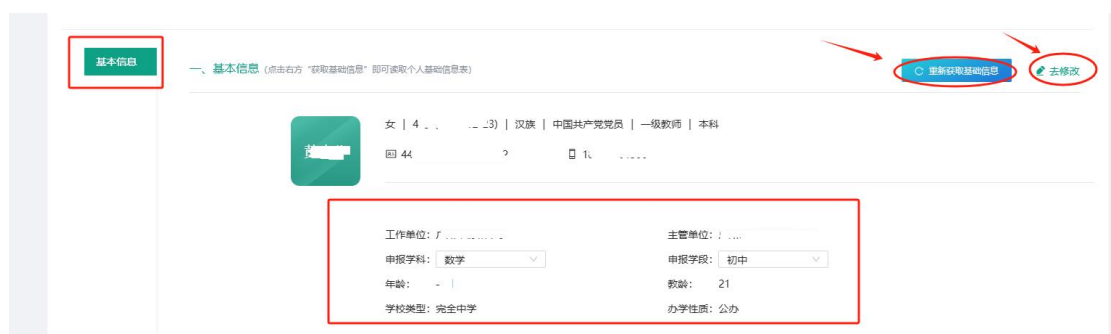 基本信息
一、基本信息 (点击右方 "获取基础信息" 即可读取个人基础信息表)
重新获取基础信息
去修改
女 | 4 3) | 汉族 | 中国共产党党员 | 一级教师 | 本科
44
工作单位:
主管单位:
申报学科: 数学
申报学段: 初中
年龄:
教龄: 21
学校类型: 完全中学
办学性质: 公办